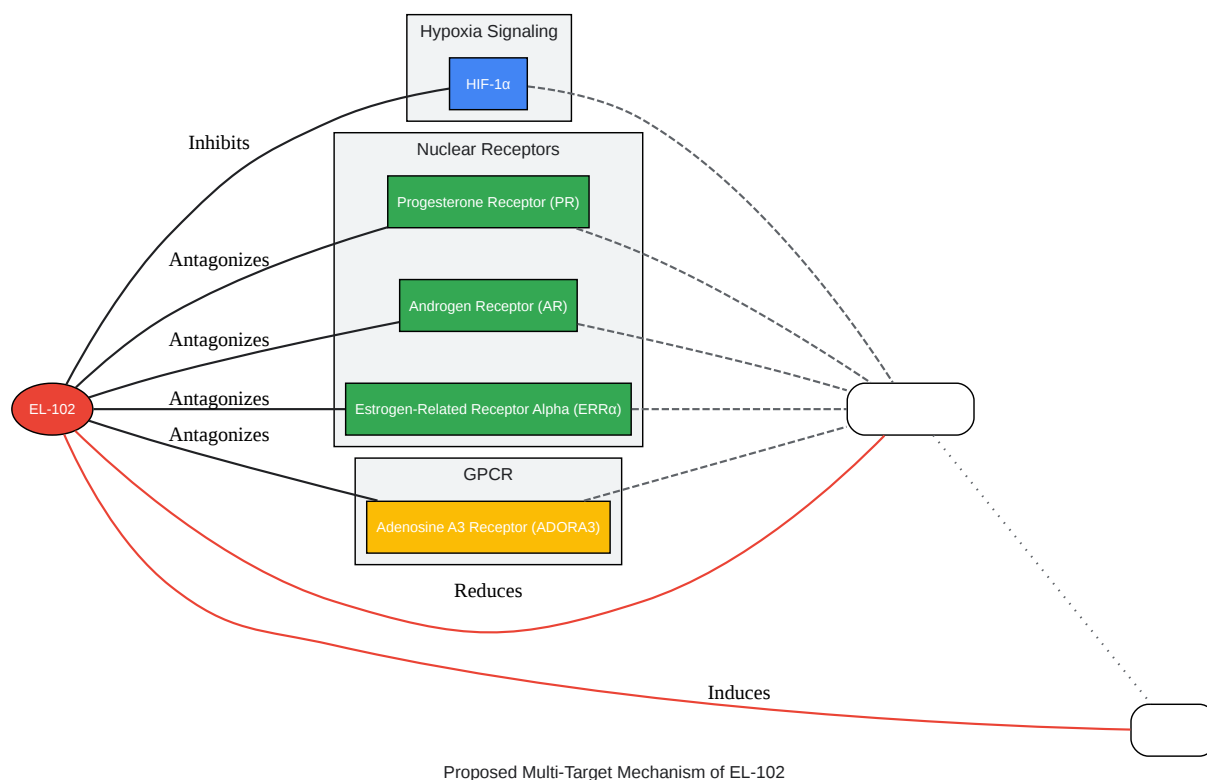 Hypoxia Signaling
HIF-1α
Inhibits
Nuclear Receptors
Progesterone Receptor (PR)
Antagonizes
Androgen Receptor (AR)
Antagonizes
EL-102
Antagonizes
Estrogen-Related Receptor Alpha (ERRα)
Antagonizes
GPCR
Adenosine A3 Receptor (ADORA3)
Reduces
Induces
Proposed Multi-Target Mechanism of EL-102